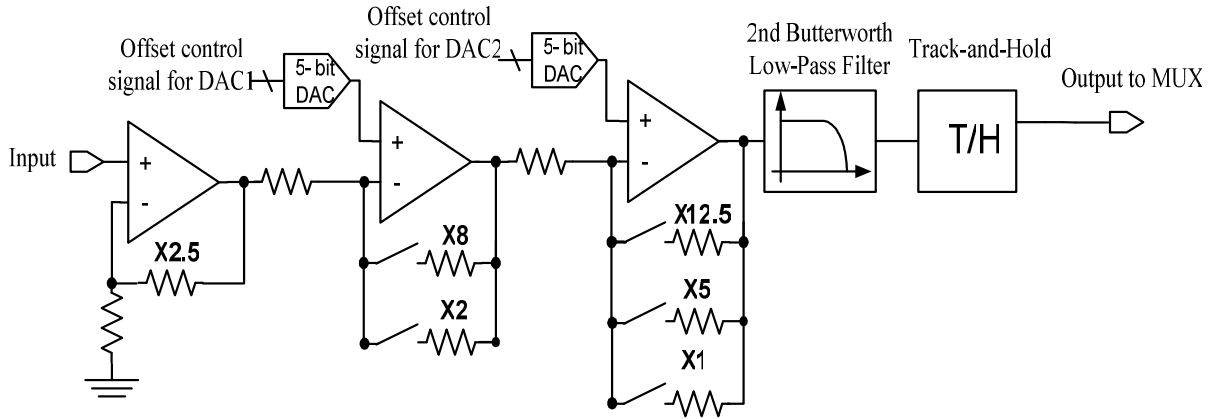 Offset control
signal for DAC1
5-bit
DAC
Offset control
signal for DAC2
5-bit
DAC
2nd Butterworth
Low-Pass Filter
Track-and-Hold
Output to MUX
Input
+
-
X2.5
+
-
X8
X2
+
-
X12.5
X5
X1
T/H